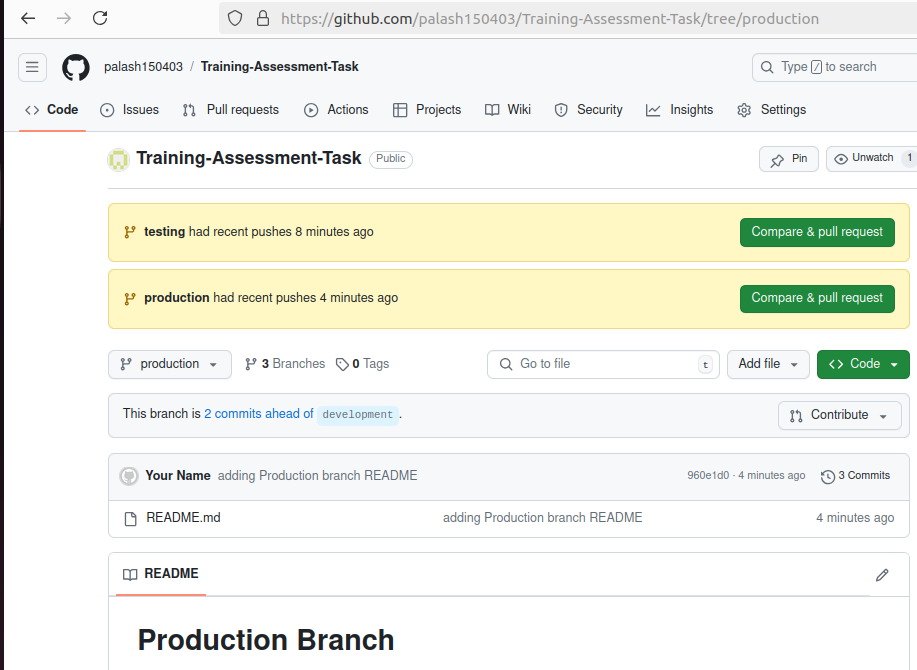 https://github.com/palash150403/Training-Assessment-Task/tree/production
palash150403 / Training-Assessment-Task
Type / to search
Code Issues Pull requests Actions Projects Wiki Security Insights Settings
Training-Assessment-Task Public
Pin Unwatch 1
testing had recent pushes 8 minutes ago Compare & pull request
production had recent pushes 4 minutes ago Compare & pull request
production 3 Branches 0 Tags Go to file t Add file Code
This branch is 2 commits ahead of development . Contribute
Your Name adding Production branch README 960e1d0 · 4 minutes ago 3 Commits
README.md adding Production branch README 4 minutes ago
README
Production Branch